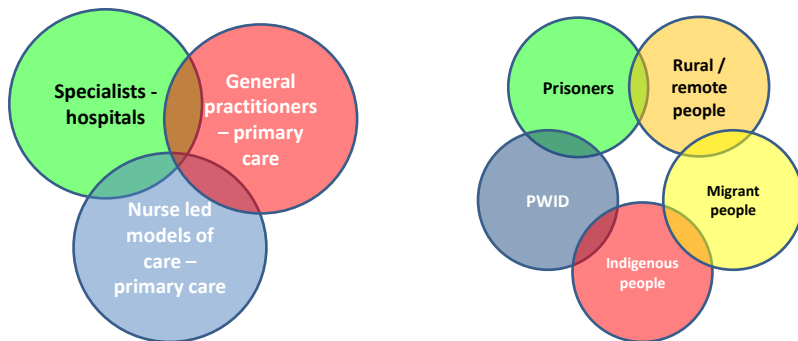 Specialists -
hospitals
General
practitioners
– primary
care
Nurse led
models of
care –
primary care
Prisoners
Rural /
remote
people
PWID
Migrant
people
Indigenous
people